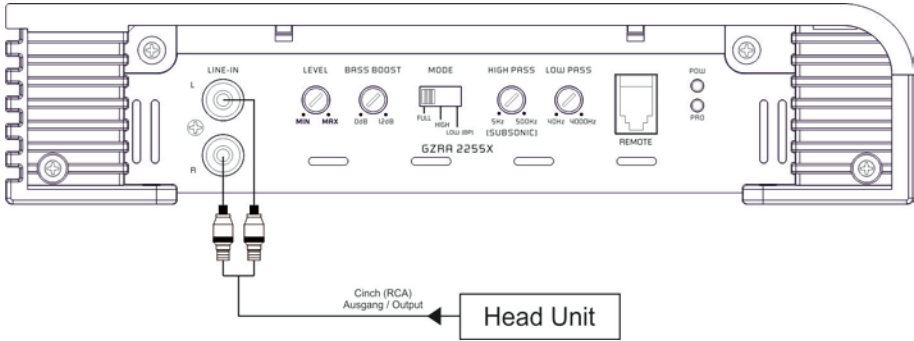 LINE-IN LEVEL BASS BOOST MODE HIGH PASS LOW PASS POW
L
PRO
MIN MAX 0dB 12dB FULL HIGH LOW (BP) 5Hz 500Hz 40Hz 4000Hz
(SUBSONIC)
R
GZRA 2255X
REMOTE
Cinch (RCA)
Ausgang / Output
Head Unit